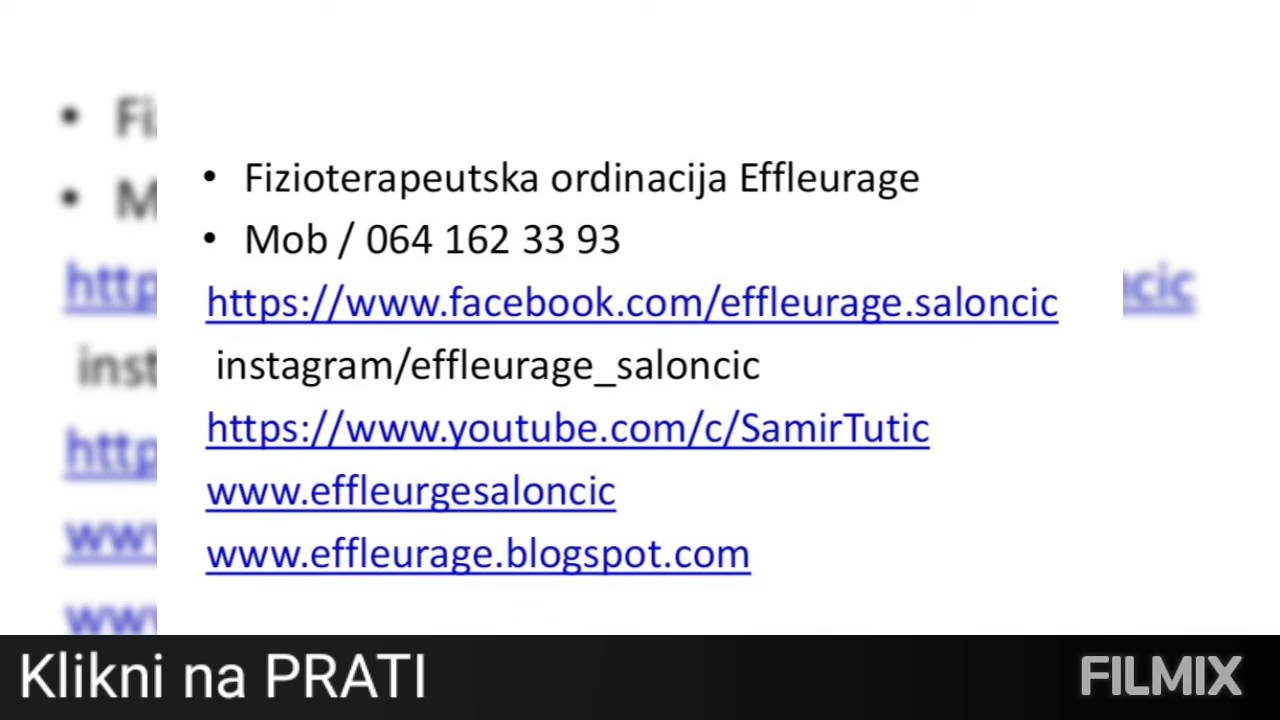 • Fizioterapeutska ordinacija Effleurage
• Mob / 064 162 33 93
https://www.facebook.com/effleurage.saloncic
instagram/effleurage_saloncic
https://www.youtube.com/c/SamirTutic
www.effleurgesaloncic
www.effleurage.blogspot.com
Klikni na PRATI
FILMIX